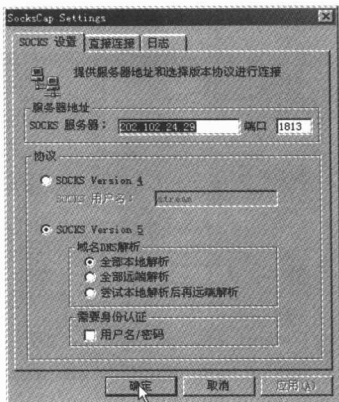 SocksCap Settings
SOCKS 设置 直接连接 日志
提供服务器地址和选择版本协议进行连接
服务器地址
SOCKS 服务器： 202.102.24.29 端口 1813
协议
SOCKS Version 4
SOCKS 用户名：
SOCKS Version 5
域名DNS解析
全部本地解析
全部远端解析
尝试本地解析后再远端解析
需要身份认证
用户名/密码
确定 取消 应用(A)